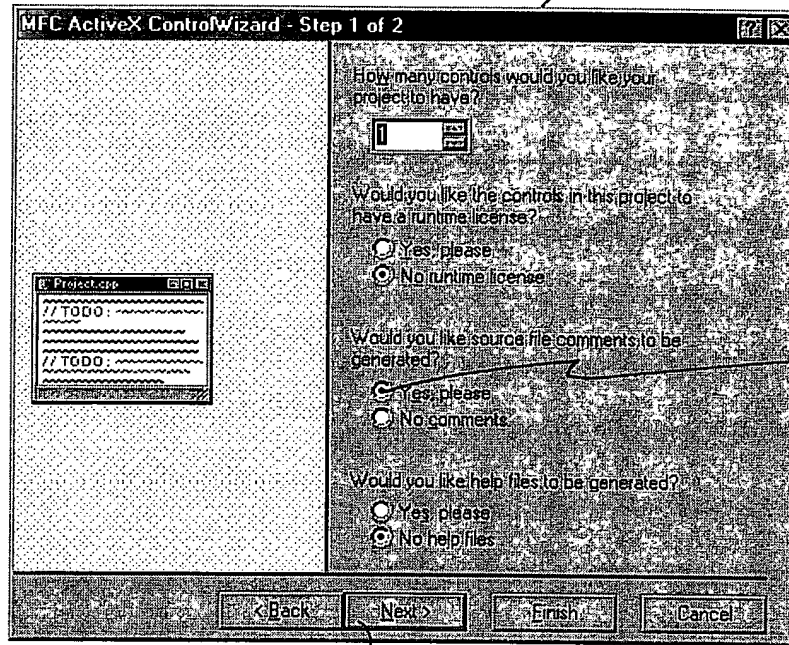 MFC ActiveX ControlWizard - Step 1 of 2
How many controls would you like your
project to have?
1
Would you like the controls in this project to
have a runtime license?
Yes, please
No runtime license
Project.cpp
// TODO:
// TODO:
Would you like source file comments to be
generated?
Yes, please
No comments
Would you like help files to be generated?
Yes, please
No help files
< Back
Next >
Finish
Cancel